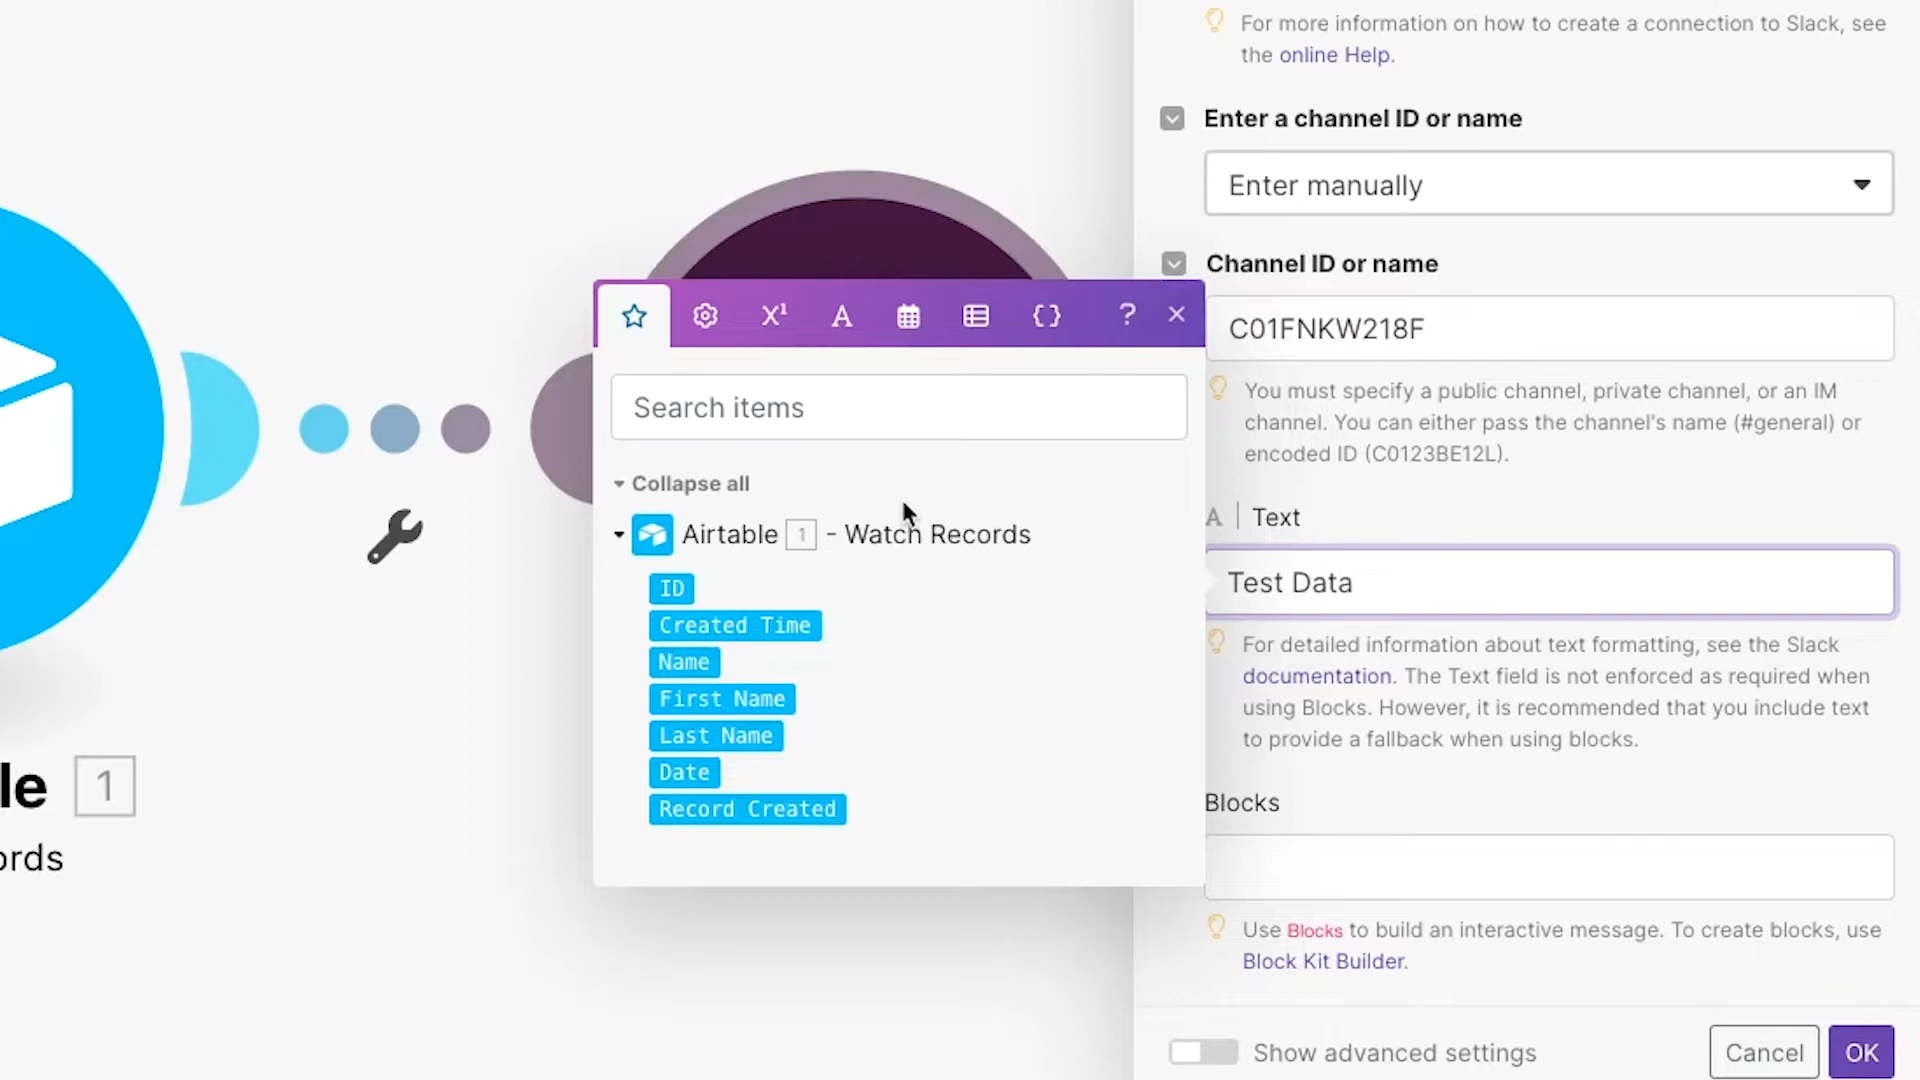 For more information on how to create a connection to Slack, see
the online Help.
Enter a channel ID or name
Enter manually
Channel ID or name
C01FNKW218F
You must specify a public channel, private channel, or an IM
channel. You can either pass the channel's name (#general) or
encoded ID (C0123BE12L).
A | Text
Test Data
For detailed information about text formatting, see the Slack
documentation. The Text field is not enforced as required when
using Blocks. However, it is recommended that you include text
to provide a fallback when using blocks.
Blocks
Use Blocks to build an interactive message. To create blocks, use
Block Kit Builder.
Show advanced settings
Cancel
OK
X¹
A
{}
?
Search items
Collapse all
Airtable 1 - Watch Records
ID
Created Time
Name
First Name
Last Name
Date
Record Created
le 1
ords